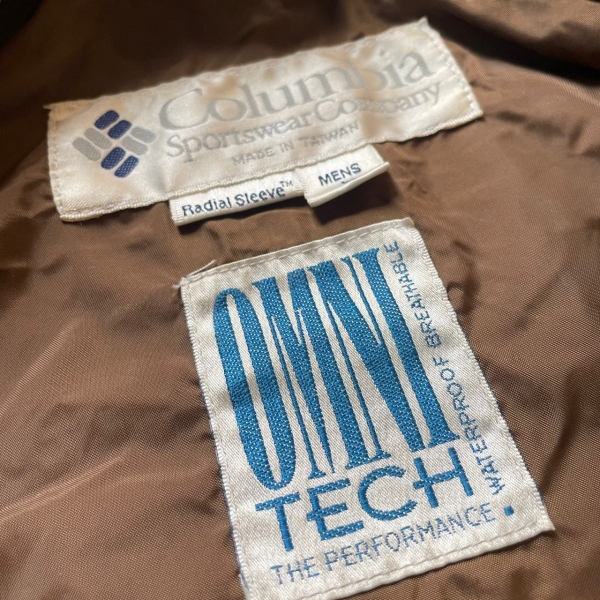 Columbia
Sportswear Company
MADE IN TAIWAN
Radial Sleeve™
MENS
OMNI
TECH
THE PERFORMANCE
WATERPROOF BREATHABLE